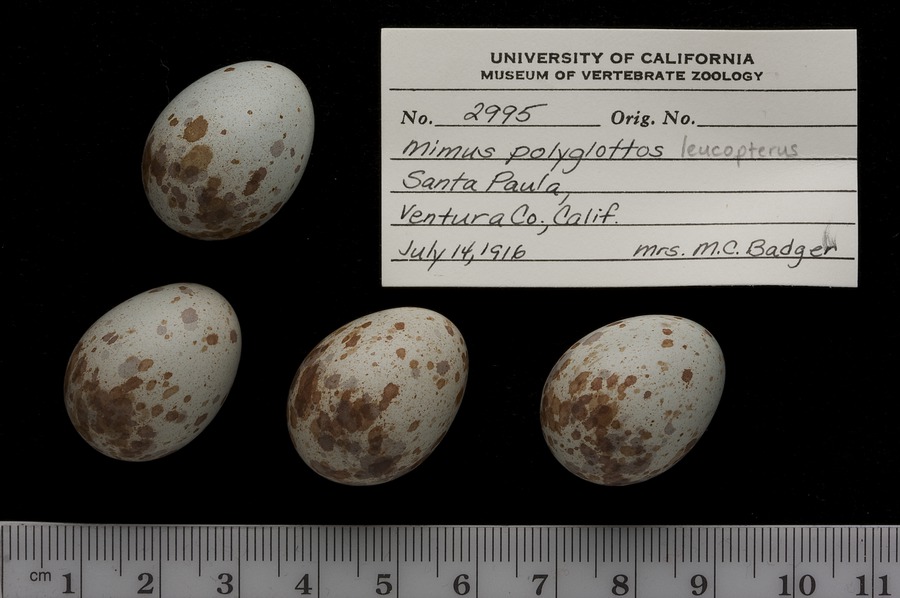 UNIVERSITY OF CALIFORNIA
MUSEUM OF VERTEBRATE ZOOLOGY
No. 2995 Orig. No.
Mimus polyglottos leucopterus
Santa Paula,
Ventura Co., Calif.
July 14, 1916 Mrs. M.C. Badger
cm 1 2 3 4 5 6 7 8 9 10 11